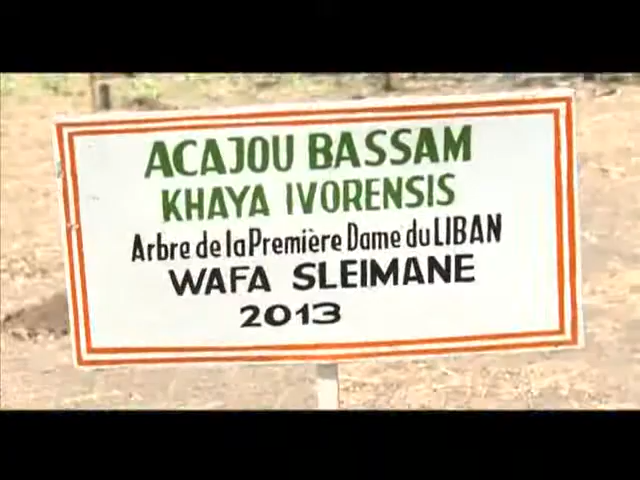 ACAJOU BASSAM
KHAYA IVORENSIS
Arbre de la Première Dame du LIBAN
WAFA SLEIMANE
2013